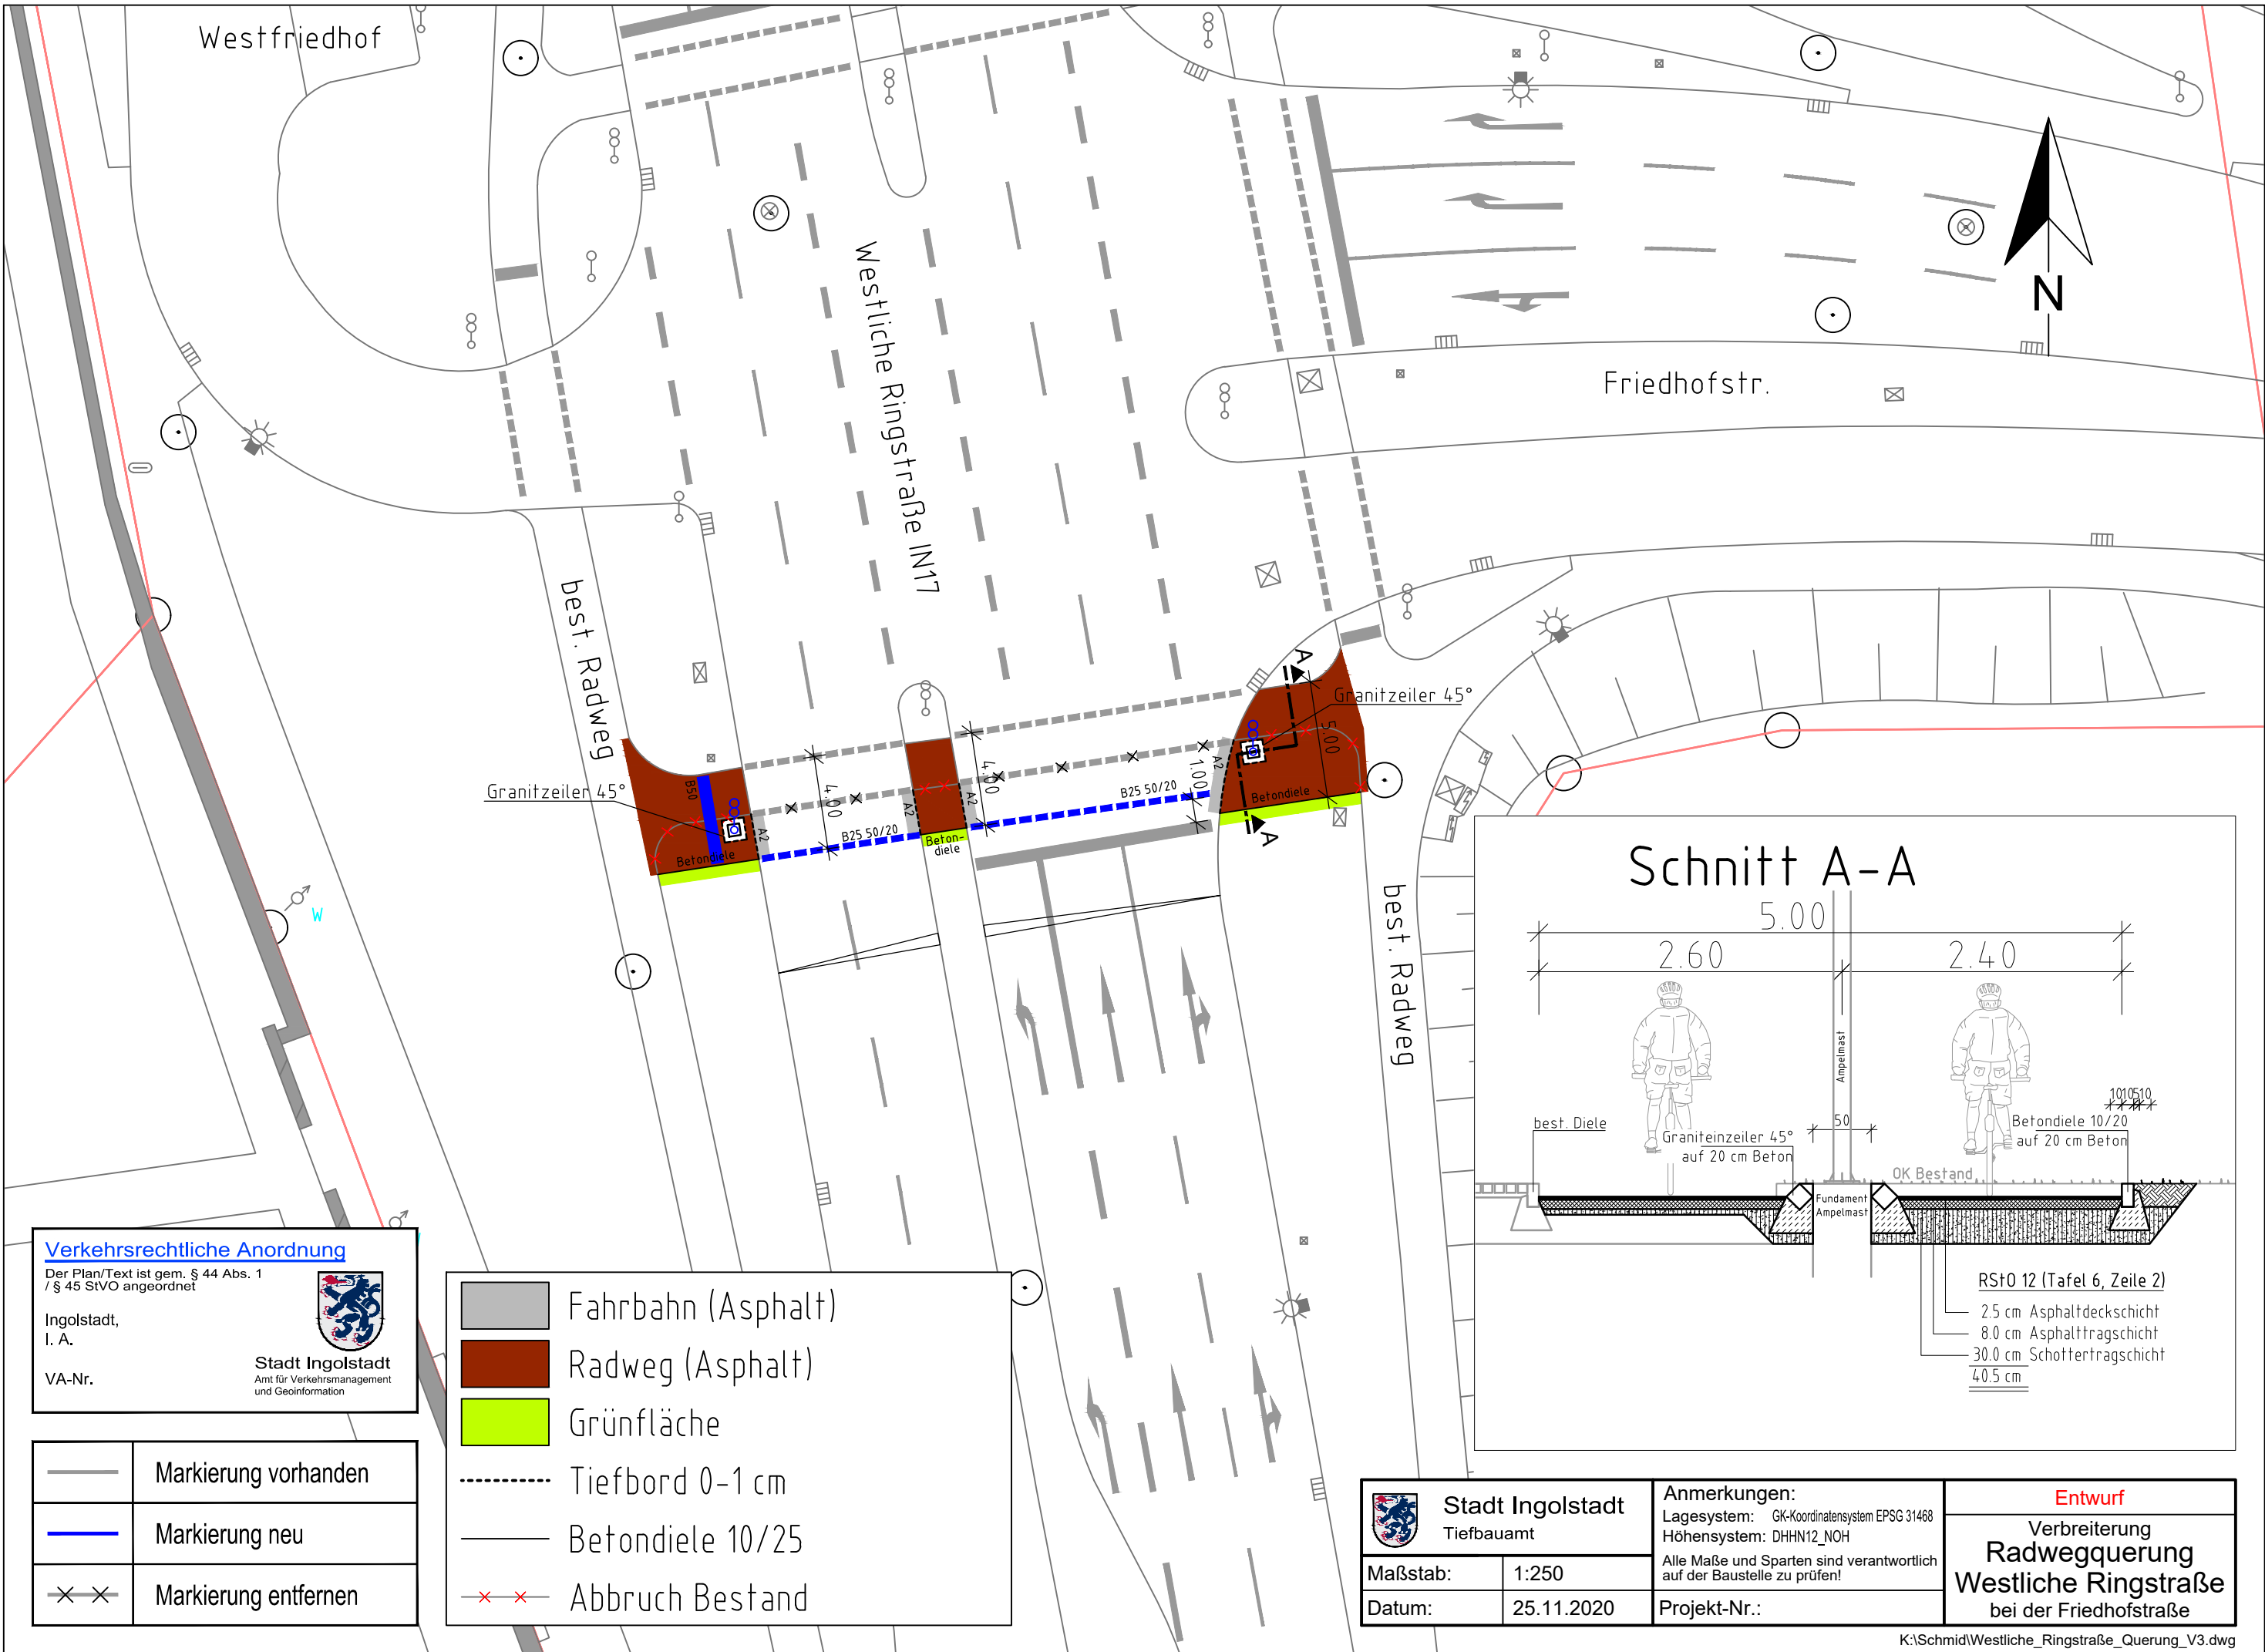 Westfriedhof
Westliche Ringstraße IN17
Friedhofstr.
N
best. Radweg
Granitzeiler 45°
B50
A2
Betondiele
4.00
B25 50/20
A2
Beton-
diele
A2
4.00
B25 50/20
1.00
A2
A
Granitzeiler 45°
5.00
Betondiele
A
best. Radweg
W
Schnitt A-A
5.00
2.60
2.40
Ampelmast
best. Diele
Graniteinzeiler 45°
auf 20 cm Beton
50
1010510
Betondiele 10/20
auf 20 cm Beton
OK Bestand
Fundament
Ampelmast
RStO 12 (Tafel 6, Zeile 2)
2.5 cm Asphaltdeckschicht
8.0 cm Asphalttragschicht
30.0 cm Schottertragschicht
40.5 cm
Verkehrsrechtliche Anordnung
Der Plan/Text ist gem. § 44 Abs. 1
/ § 45 StVO angeordnet
Ingolstadt,
I. A.
VA-Nr.
Stadt Ingolstadt
Amt für Verkehrsmanagement
und Geoinformation
Markierung vorhanden
Markierung neu
Markierung entfernen
Fahrbahn (Asphalt)
Radweg (Asphalt)
Grünfläche
Tiefbord 0-1 cm
Betondiele 10/25
Abbruch Bestand
Stadt Ingolstadt
Tiefbauamt
Maßstab: 1:250
Datum: 25.11.2020
Anmerkungen:
Lagesystem: GK-Koordinatensystem EPSG 31468
Höhensystem: DHHN12_NOH
Alle Maße und Sparten sind verantwortlich
auf der Baustelle zu prüfen!
Projekt-Nr.:
Entwurf
Verbreiterung
Radwegquerung
Westliche Ringstraße
bei der Friedhofstraße
K:\Schmid\Westliche_Ringstraße_Querung_V3.dwg